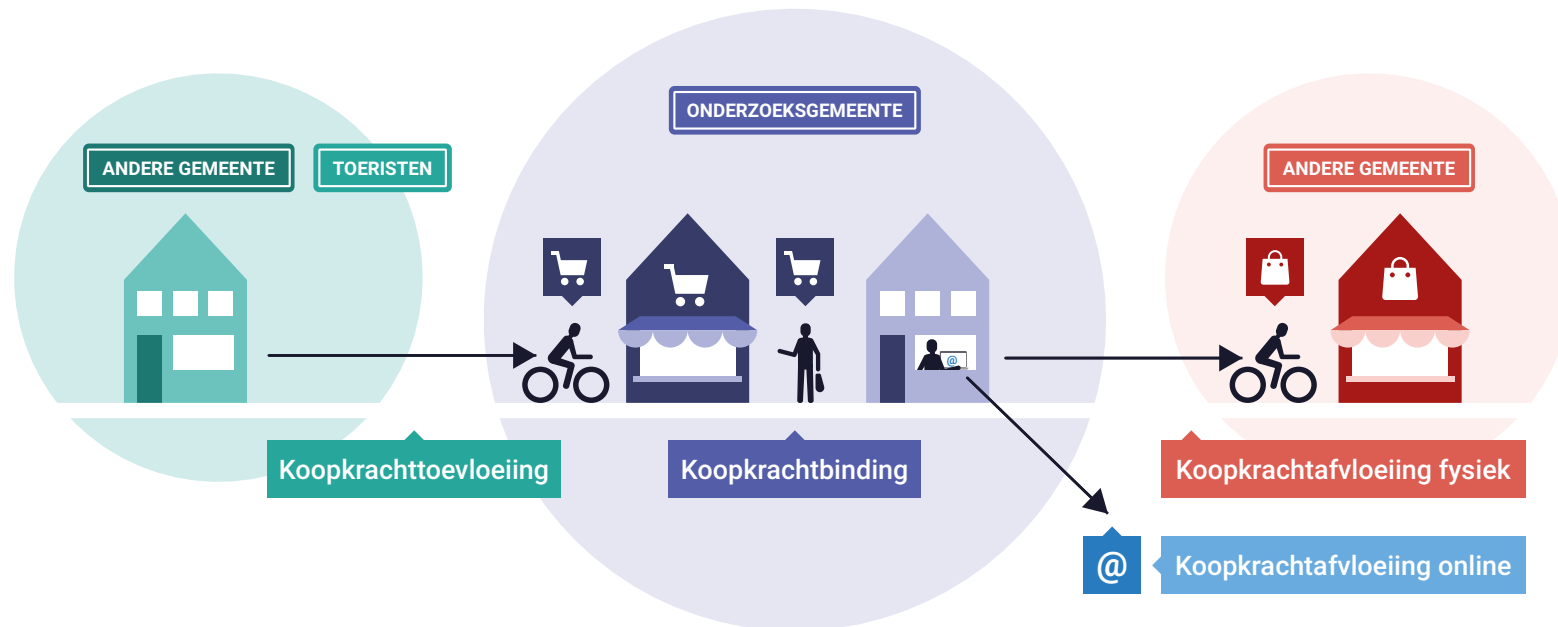 ONDERZOEKSGEMEENTE
ANDERE GEMEENTE
TOERISTEN
ANDERE GEMEENTE
@
Koopkrachttoevloeiing
Koopkrachtbinding
Koopkrachtafvloeiing fysiek
@
Koopkrachtafvloeiing online